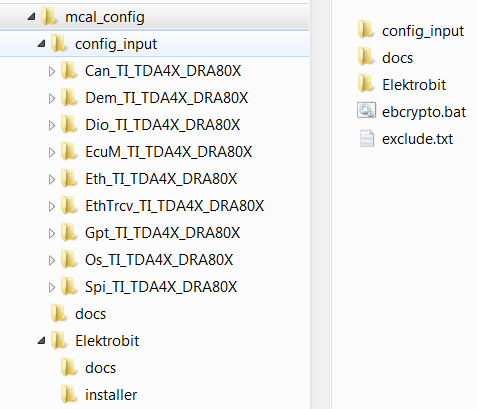 mcal_config
config_input
Can_TI_TDA4X_DRA80X
Dem_TI_TDA4X_DRA80X
Dio_TI_TDA4X_DRA80X
EcuM_TI_TDA4X_DRA80X
Eth_TI_TDA4X_DRA80X
EthTrcv_TI_TDA4X_DRA80X
Gpt_TI_TDA4X_DRA80X
Os_TI_TDA4X_DRA80X
Spi_TI_TDA4X_DRA80X
docs
Elektrobit
docs
installer
config_input
docs
Elektrobit
ebcrypto.bat
exclude.txt